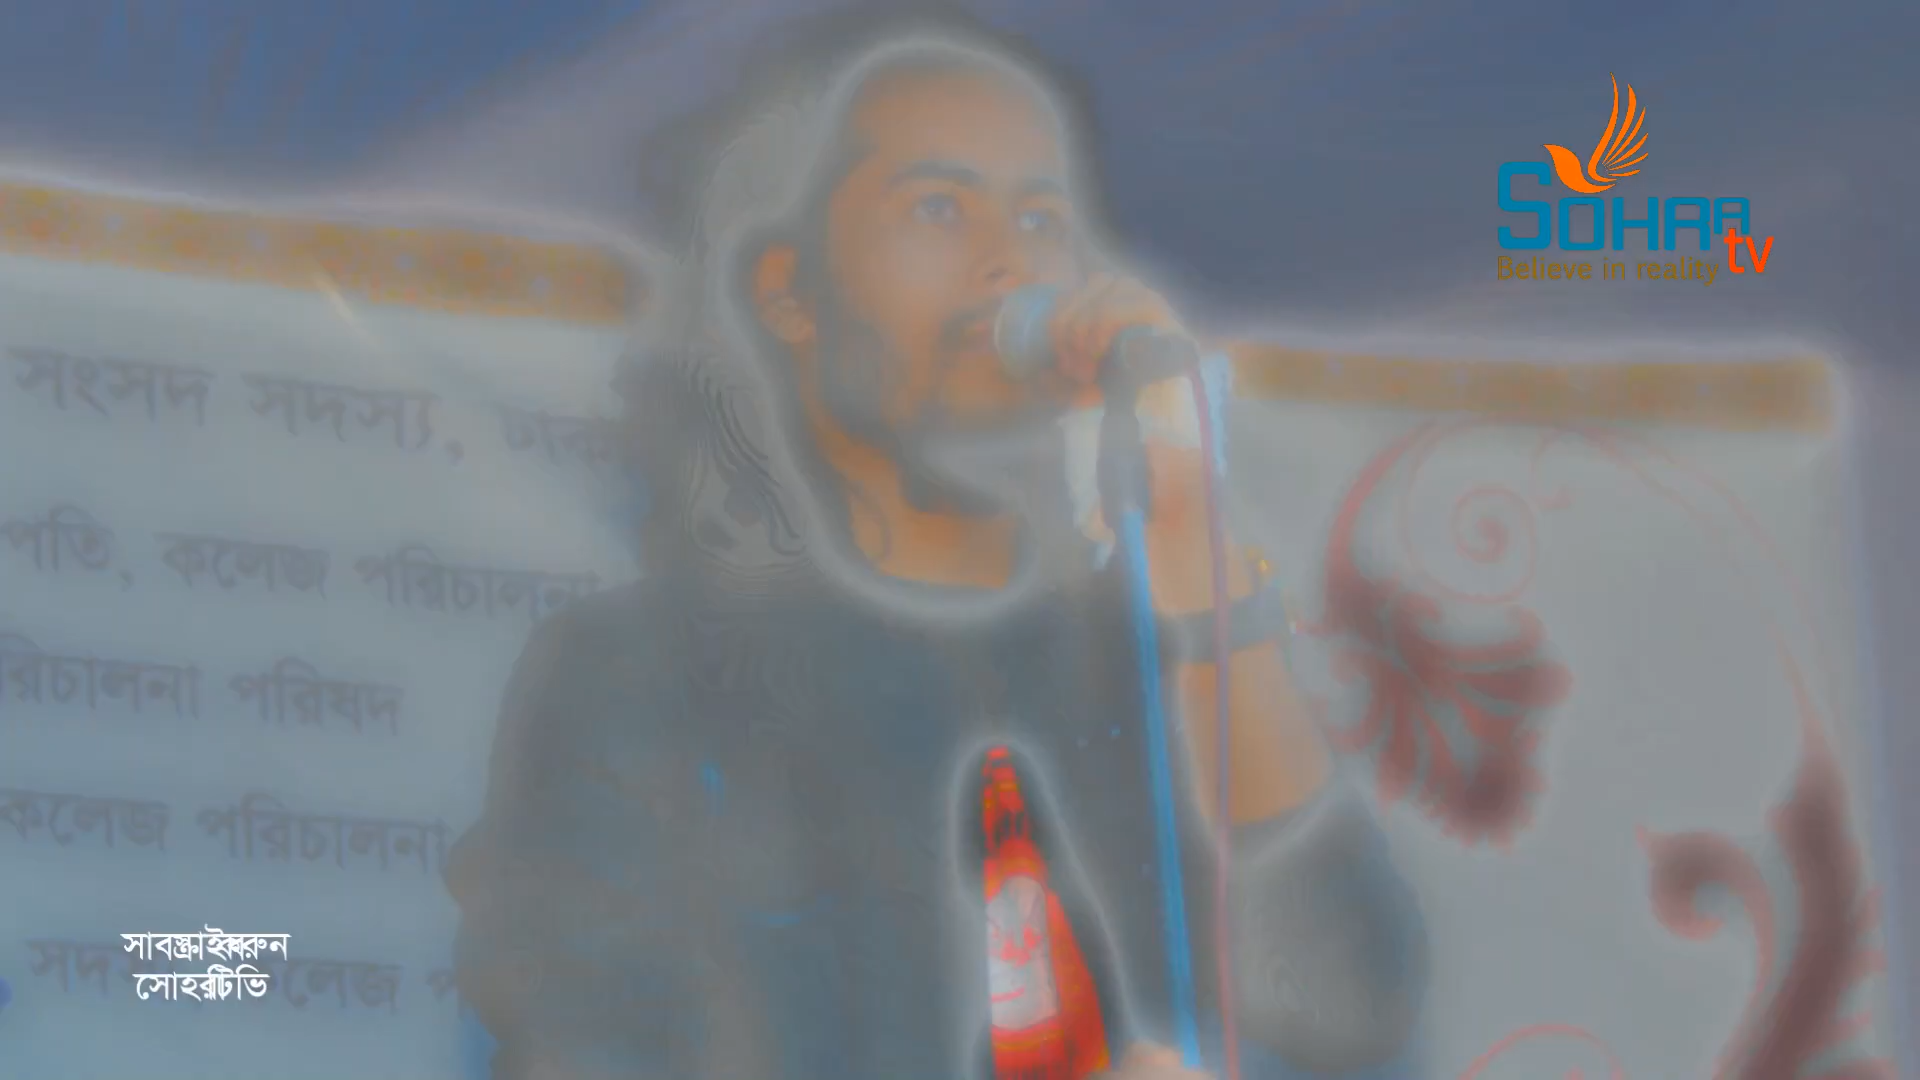 SOHRA tv
Believe in reality
সংসদ সদস্য,
পতি, কলেজ পরিচালনা
রিচালনা পরিষদ
কলেজ পরিচালনা
সাবস্ক্রাইব করুন
সোহরা টিভি